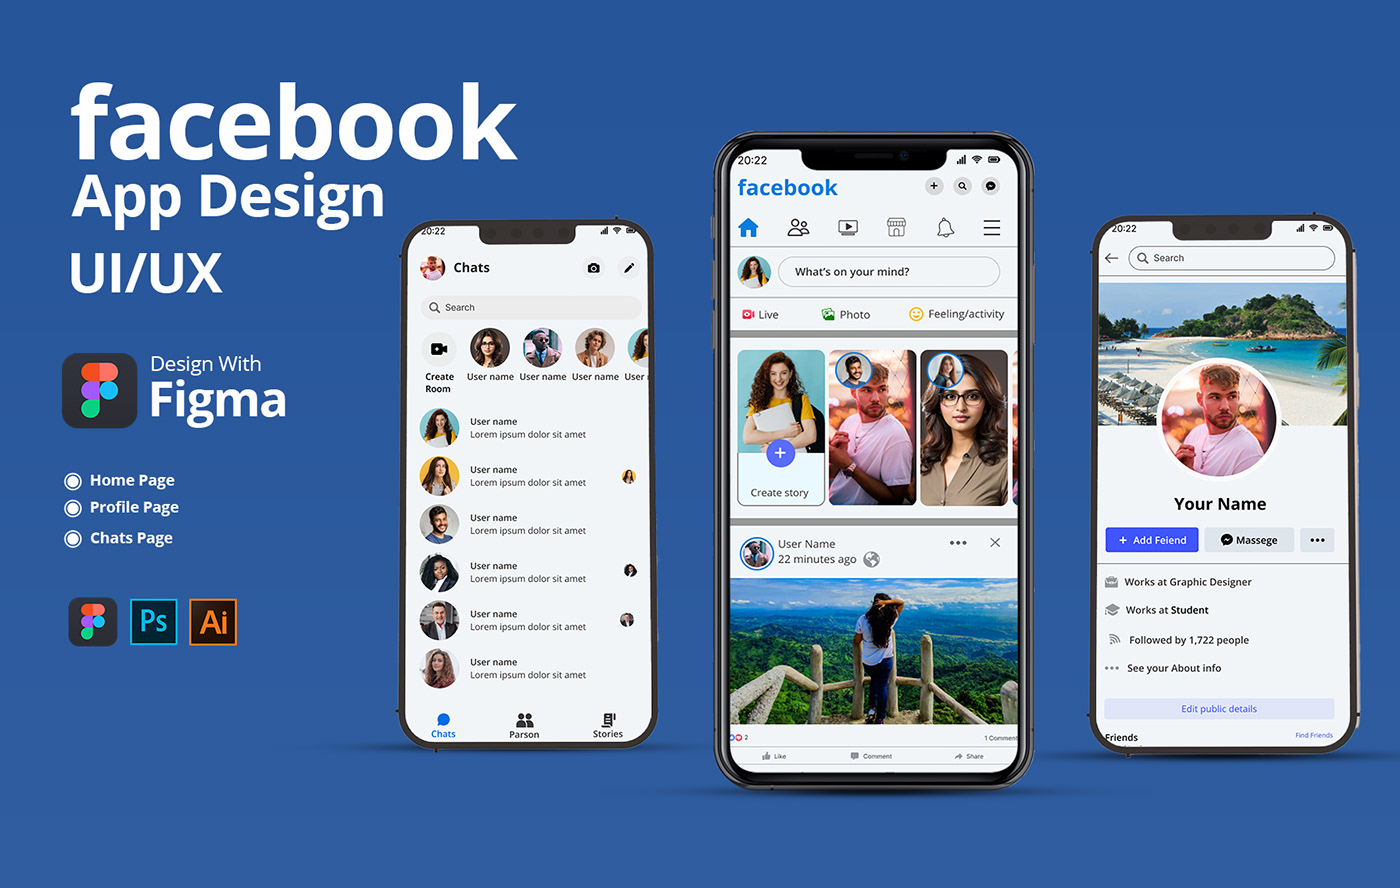 facebook
App Design
UI/UX
Design With
Figma
Home Page
Profile Page
Chats Page
Ps
Ai
20:22
Chats
Search
Create
Room
User name
User name
User name
User n
User name
Lorem ipsum dolor sit amet
User name
Lorem ipsum dolor sit amet
User name
Lorem ipsum dolor sit amet
User name
Lorem ipsum dolor sit amet
User name
Lorem ipsum dolor sit amet
User name
Lorem ipsum dolor sit amet
Chats
Parson
Stories
20:22
facebook
What's on your mind?
Live
Photo
Feeling/activity
Create story
User Name
22 minutes ago
2
1 Comment
Like
Comment
Share
20:22
Search
Your Name
+ Add Feiend
Massege
Works at Graphic Designer
Works at Student
Followed by 1,722 people
See your About info
Edit public details
Friends
Find Friends